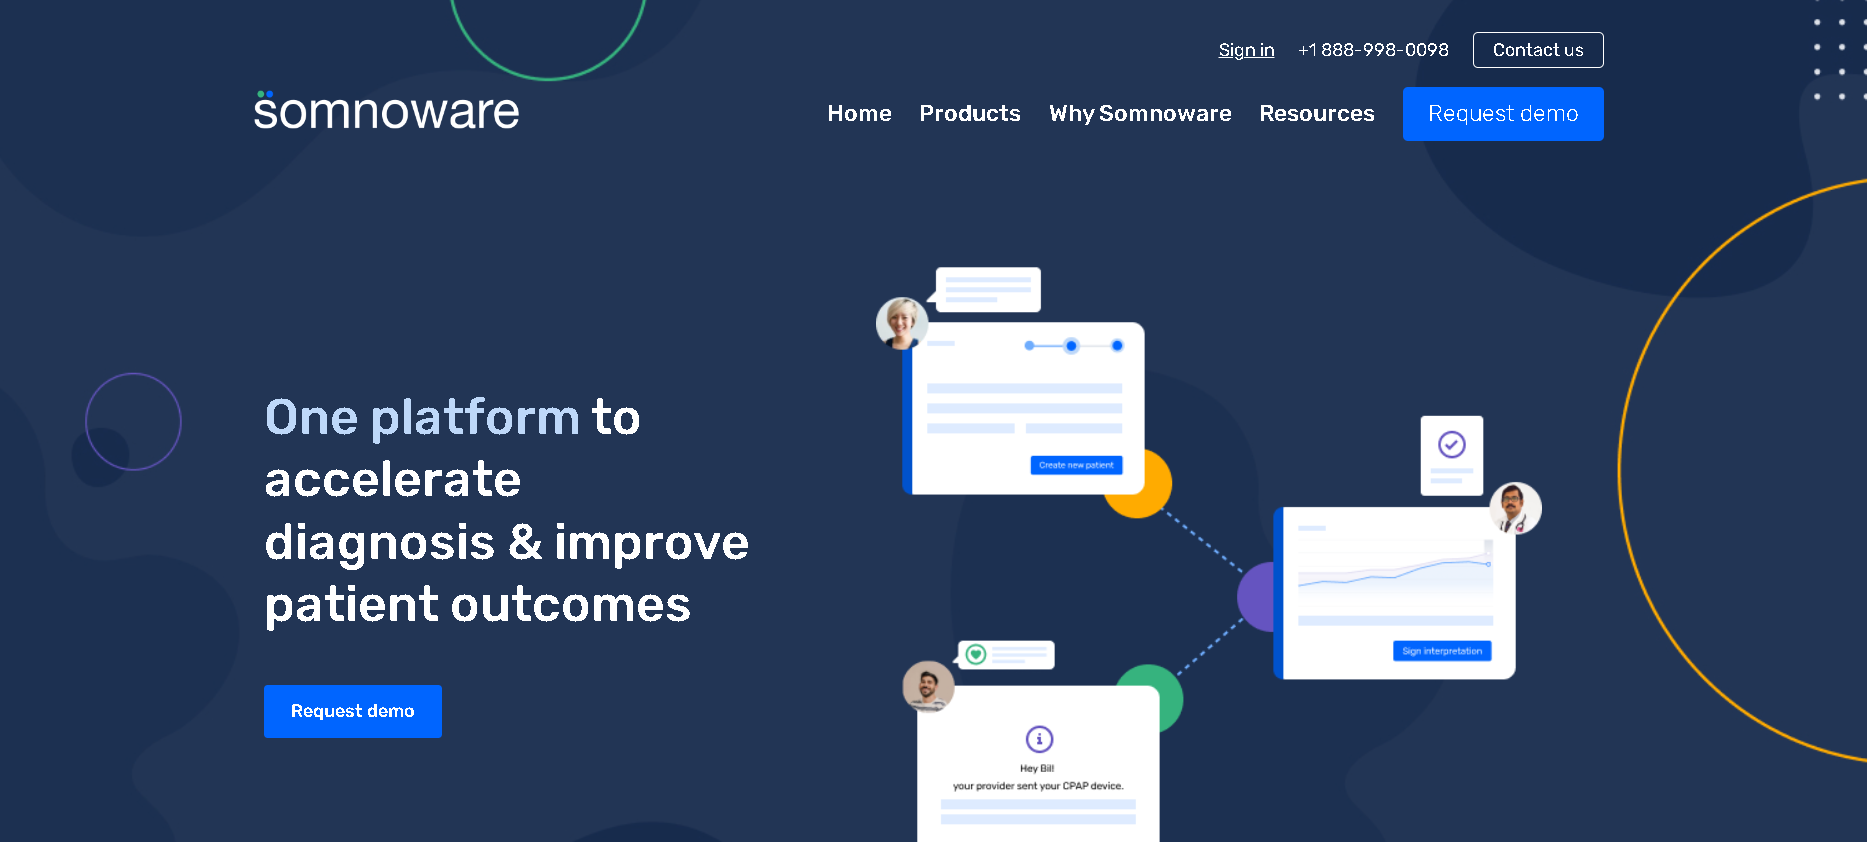 Sign in
+1 888-998-0098
Contact us
somnoware
Home
Products
Why Somnoware
Resources
Request demo
One platform to
accelerate
diagnosis & improve
patient outcomes
Request demo
Create new patient
Sign interpretation
Hey Bil!
your provider sent your CPAP device.